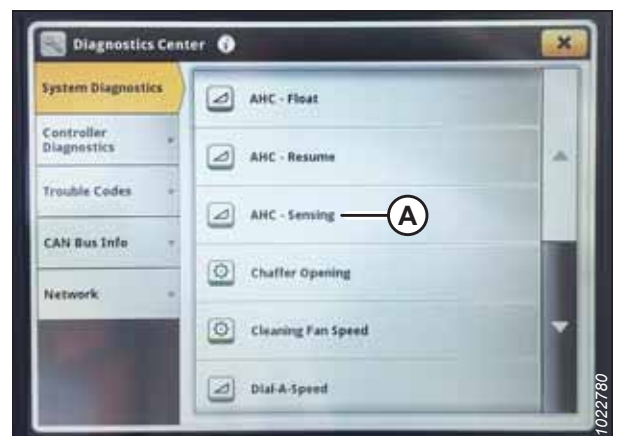 Diagnostics Center
System Diagnostics
AHC - Float
Controller
Diagnostics
AHC - Resume
Trouble Codes
AHC - Sensing
A
CAN Bus Info
Chaffer Opening
Network
Cleaning Fan Speed
Dial-A-Speed
1022780